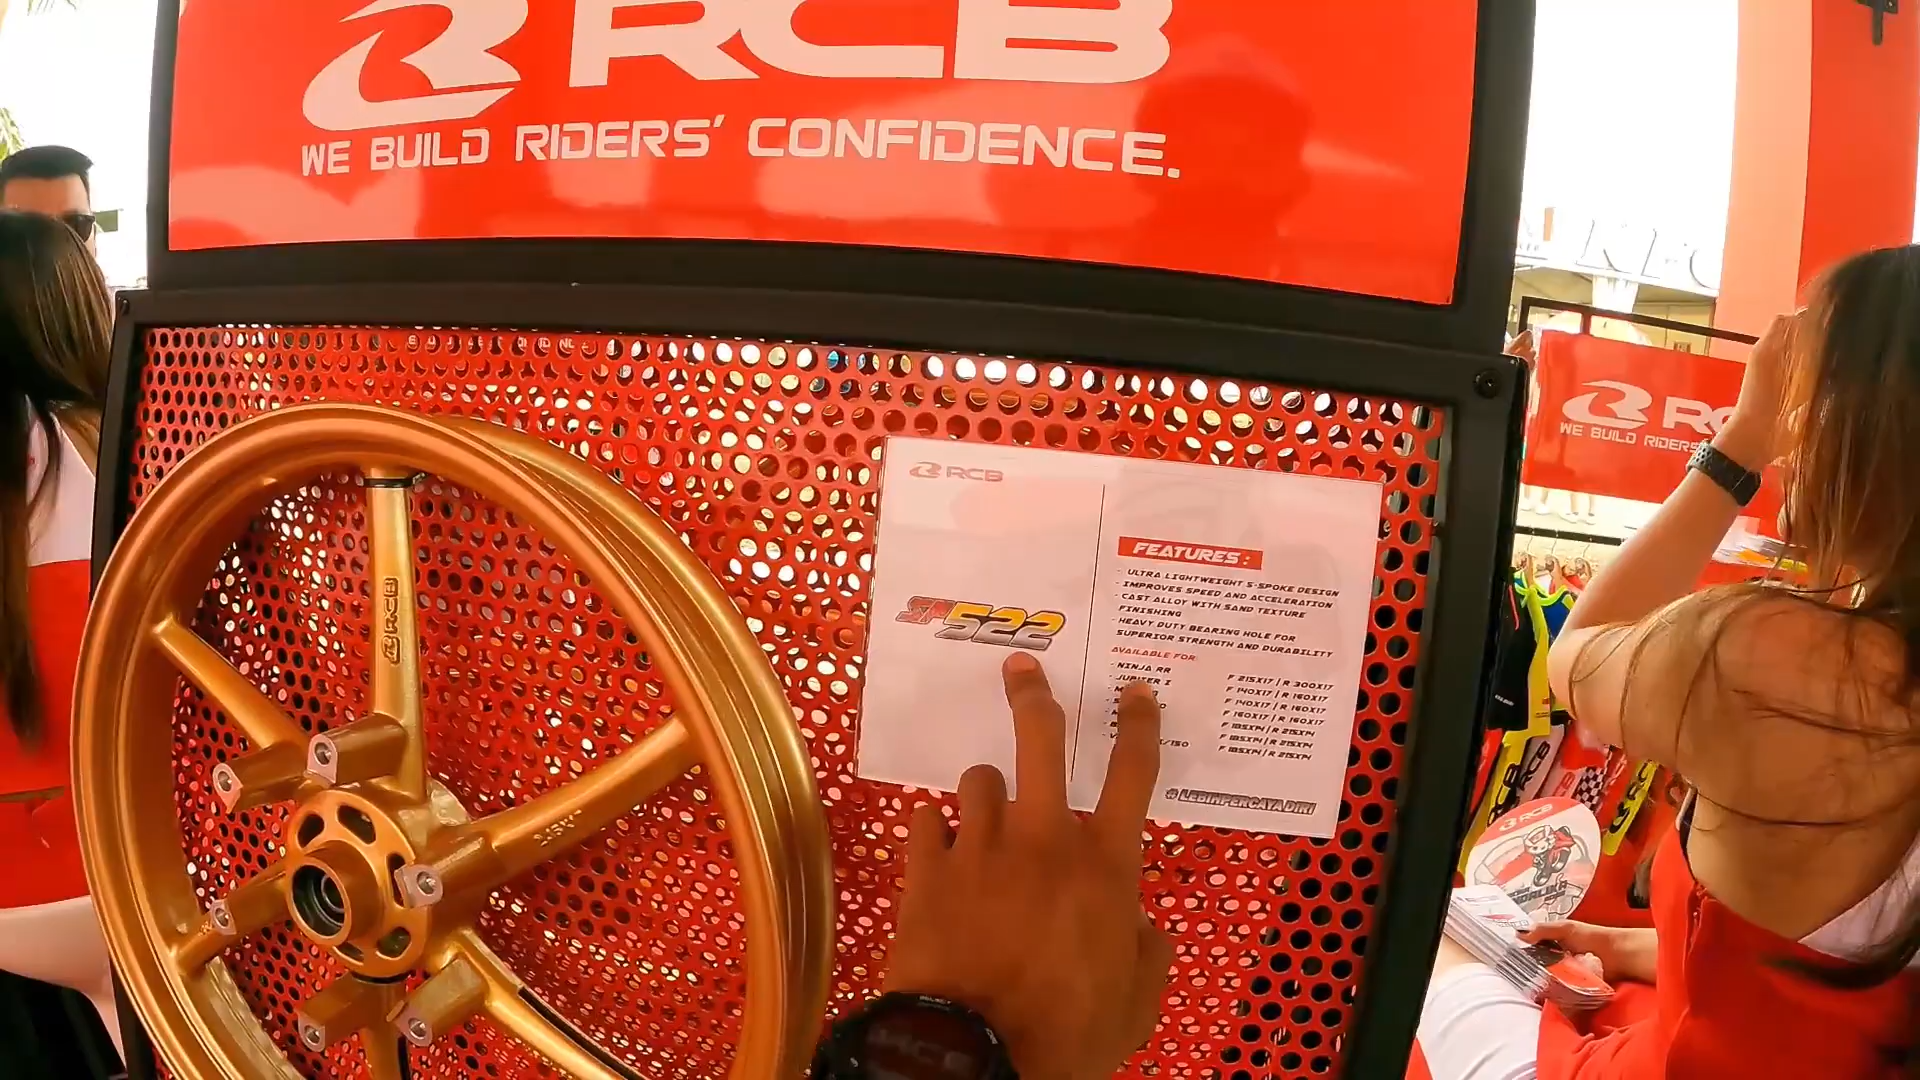 RCB
WE BUILD RIDERS' CONFIDENCE.
RCB
SP522
FEATURES:
- ULTRA LIGHTWEIGHT 5-SPOKE DESIGN
- IMPROVES SPEED AND ACCELERATION
- CAST ALLOY WITH SAND TEXTURE
FINISHING
- HEAVY DUTY BEARING HOLE FOR
SUPERIOR STRENGTH AND DURABILITY
AVAILABLE FOR
- NINJA RR F 215X17 / R 300X17
- JUPITER Z F 140X17 / R 160X17
F 140X17 / R 160X17
F 160X17 / R 160X17
F 185X14 / R 215X14
F 185X14 / R 215X14
/150 F 185X14 / R 215X14
# LEBIHPERCAYADIRI
RCB
KFC
WE BUILD RIDERS'
RCB
RCB